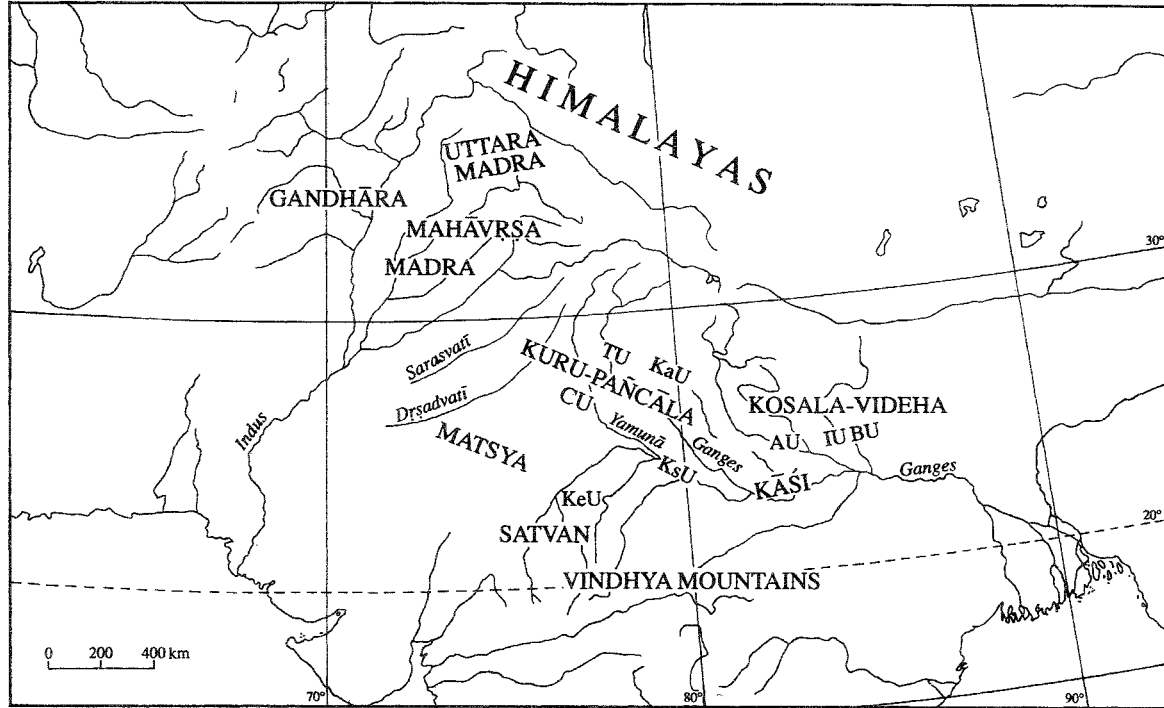 HIMALAYAS
UTTARA
MADRA
GANDHĀRA
MAHĀVṚṢA
MADRA
30°
Sarasvatī
TU
KaU
KURU-PAÑCĀLA
Dṛṣadvatī
CU
KOSALA-VIDEHA
Indus
MATSYA
Yamunā
Ganges
AU
IU
BU
KsU
KĀŚI
Ganges
KeU
SATVAN
20°
VINDHYA MOUNTAINS
0 200 400 km
70°
80°
90°